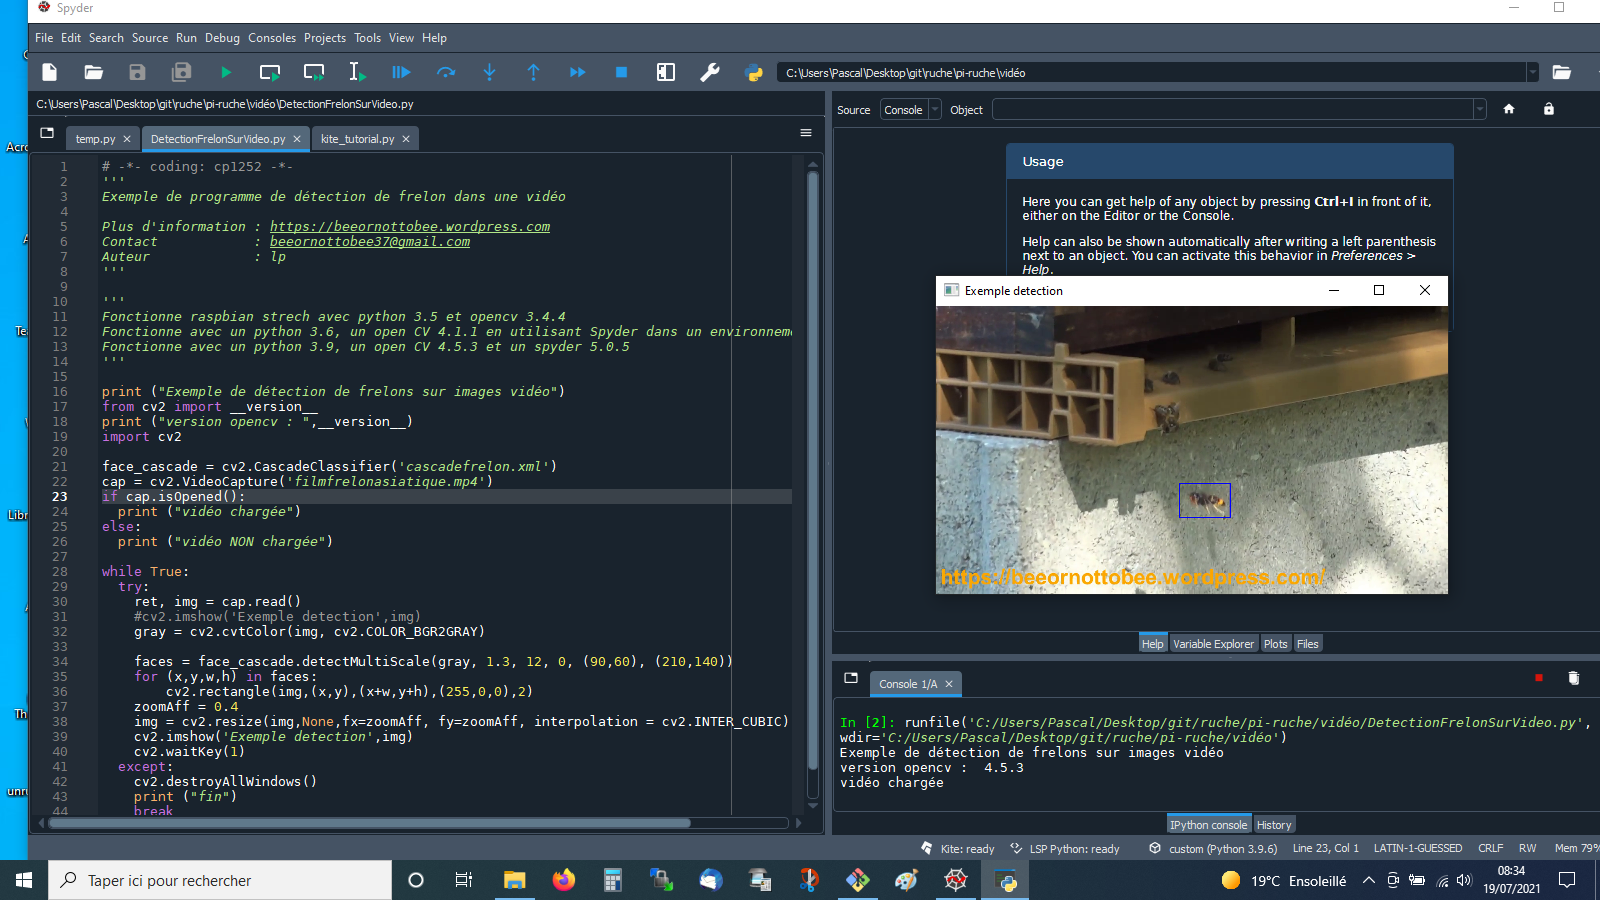 Spyder
File Edit Search Source Run Debug Consoles Projects Tools View Help
C:\Users\Pascal\Desktop\git\ruche\pi-ruche\vidéo
C:\Users\Pascal\Desktop\git\ruche\pi-ruche\vidéo\DetectionFrelonSurVideo.py
temp.py DetectionFrelonSurVideo.py kite_tutorial.py
1 # -*- coding: cp1252 -*-
2 '''
3 Exemple de programme de détection de frelon dans une vidéo
4
5 Plus d'information : https://beeornottobee.wordpress.com
6 Contact : beeornottobee37@gmail.com
7 Auteur : lp
8 '''
9
10 '''
11 Fonctionne raspbian strech avec python 3.5 et opencv 3.4.4
12 Fonctionne avec un python 3.6, un open CV 4.1.1 en utilisant Spyder dans un environnem
13 Fonctionne avec un python 3.9, un open CV 4.5.3 et un spyder 5.0.5
14 '''
15
16 print ("Exemple de détection de frelons sur images vidéo")
17 from cv2 import __version__
18 print ("version opencv : ",__version__)
19 import cv2
20
21 face_cascade = cv2.CascadeClassifier('cascadefrelon.xml')
22 cap = cv2.VideoCapture('filmfrelonasiatique.mp4')
23 if cap.isOpened():
24 print ("vidéo chargée")
25 else:
26 print ("vidéo NON chargée")
27
28 while True:
29 try:
30 ret, img = cap.read()
31 #cv2.imshow('Exemple detection',img)
32 gray = cv2.cvtColor(img, cv2.COLOR_BGR2GRAY)
33
34 faces = face_cascade.detectMultiScale(gray, 1.3, 12, 0, (90,60), (210,140))
35 for (x,y,w,h) in faces:
36 cv2.rectangle(img,(x,y),(x+w,y+h),(255,0,0),2)
37 zoomAff = 0.4
38 img = cv2.resize(img,None,fx=zoomAff, fy=zoomAff, interpolation = cv2.INTER_CUBIC)
39 cv2.imshow('Exemple detection',img)
40 cv2.waitKey(1)
41 except:
42 cv2.destroyAllWindows()
43 print ("fin")
44 break
Source Console Object
Usage
Here you can get help of any object by pressing Ctrl+I in front of it,
either on the Editor or the Console.
Help can also be shown automatically after writing a left parenthesis
next to an object. You can activate this behavior in Preferences >
Help.
Exemple detection
https://beeornottobee.wordpress.com/
Help Variable Explorer Plots Files
Console 1/A
In [2]: runfile('C:/Users/Pascal/Desktop/git/ruche/pi-ruche/vidéo/DetectionFrelonSurVideo.py',
wdir='C:/Users/Pascal/Desktop/git/ruche/pi-ruche/vidéo')
Exemple de détection de frelons sur images vidéo
version opencv : 4.5.3
vidéo chargée
IPython console History
Kite: ready LSP Python: ready custom (Python 3.9.6) Line 23, Col 1 LATIN-1-GUESSED CRLF RW Mem 79%
Taper ici pour rechercher
19°C Ensoleillé
08:34
19/07/2021